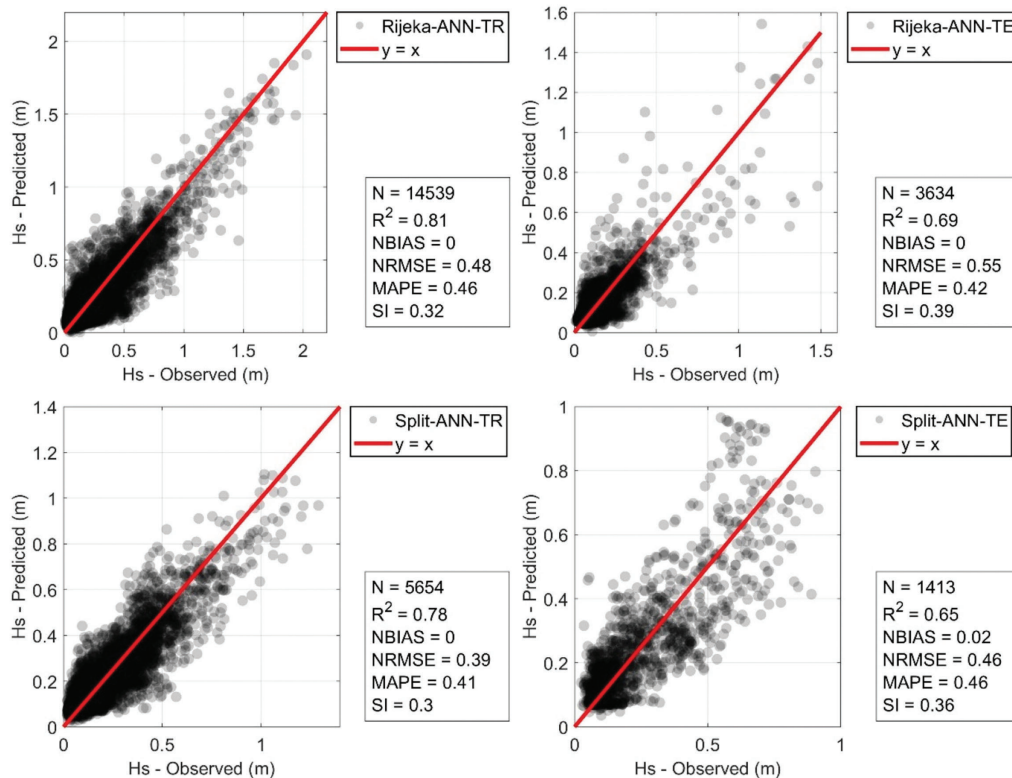 Rijeka-ANN-TR
y = x
N = 14539
R² = 0.81
NBIAS = 0
NRMSE = 0.48
MAPE = 0.46
SI = 0.32
Hs - Predicted (m)
2
1.5
1
0.5
0
0 0.5 1 1.5 2
Hs - Observed (m)
Rijeka-ANN-TE
y = x
N = 3634
R² = 0.69
NBIAS = 0
NRMSE = 0.55
MAPE = 0.42
SI = 0.39
Hs - Predicted (m)
1.6
1.4
1.2
1
0.8
0.6
0.4
0.2
0
0 0.5 1 1.5
Hs - Observed (m)
Split-ANN-TR
y = x
N = 5654
R² = 0.78
NBIAS = 0
NRMSE = 0.39
MAPE = 0.41
SI = 0.3
Hs - Predicted (m)
1.4
1.2
1
0.8
0.6
0.4
0.2
0
0 0.5 1
Hs - Observed (m)
Split-ANN-TE
y = x
N = 1413
R² = 0.65
NBIAS = 0.02
NRMSE = 0.46
MAPE = 0.46
SI = 0.36
Hs - Predicted (m)
1
0.8
0.6
0.4
0.2
0
0 0.5 1
Hs - Observed (m)